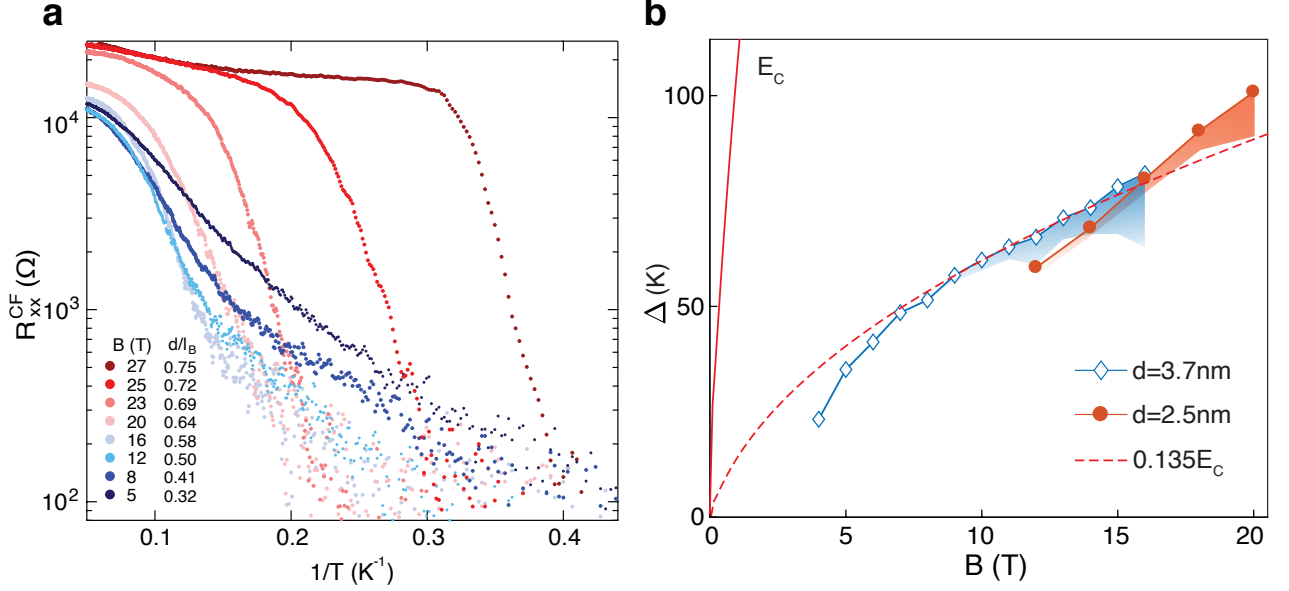 a
R_xx^CF (Ω)
10^4
10^3
10^2
B (T) d/l_B
27 0.75
25 0.72
23 0.69
20 0.64
16 0.58
12 0.50
8 0.41
5 0.32
0.1 0.2 0.3 0.4
1/T (K^-1)
b
E_C
Δ (K)
100
50
0
d=3.7nm
d=2.5nm
0.135E_C
0 5 10 15 20
B (T)